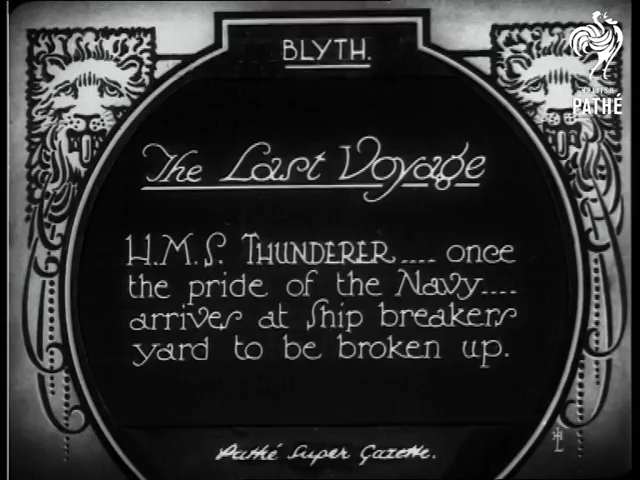 BLYTH.
BRITISH
PATHÉ
The Last Voyage
H.M.S. THUNDERER .... once
the pride of the Navy....
arrives at ship breakers
yard to be broken up.
Pathé Super Gazette.